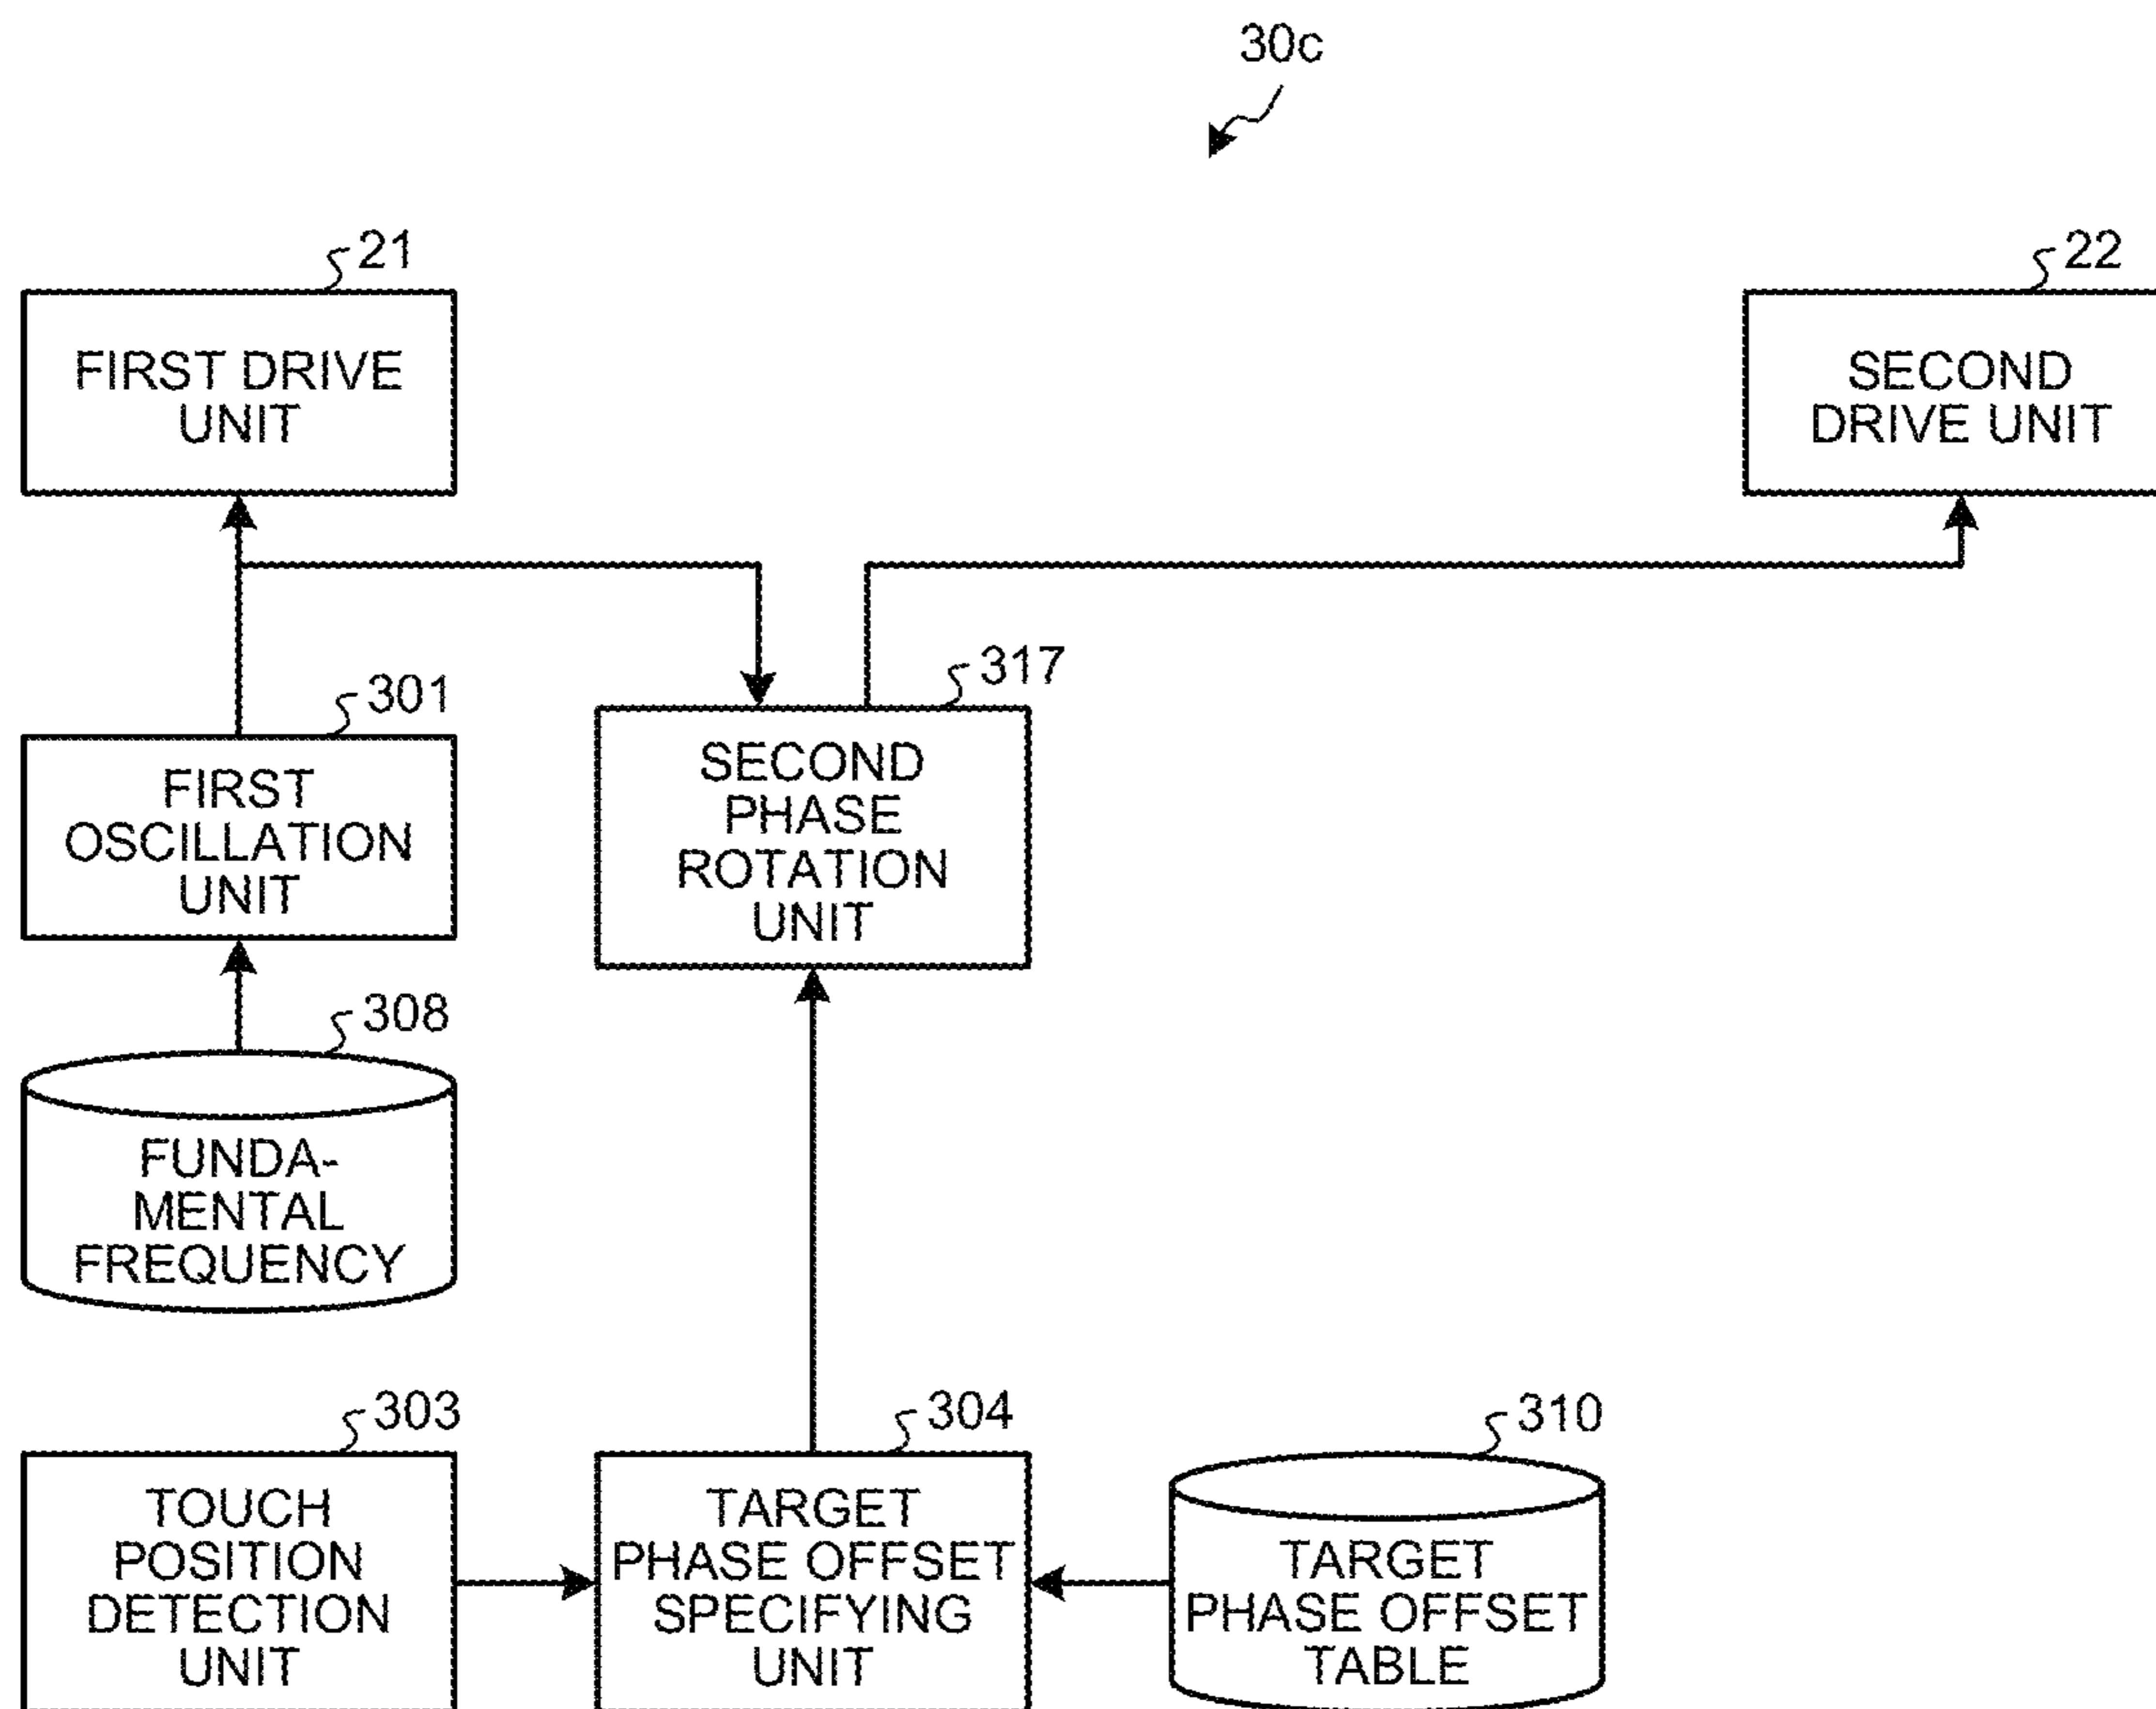 30c
21
22
FIRST DRIVE
UNIT
SECOND
DRIVE UNIT
301
317
FIRST
OSCILLATION
UNIT
SECOND
PHASE
ROTATION
UNIT
308
FUNDA-
MENTAL
FREQUENCY
303
304
310
TOUCH
POSITION
DETECTION
UNIT
TARGET
PHASE OFFSET
SPECIFYING
UNIT
TARGET
PHASE OFFSET
TABLE